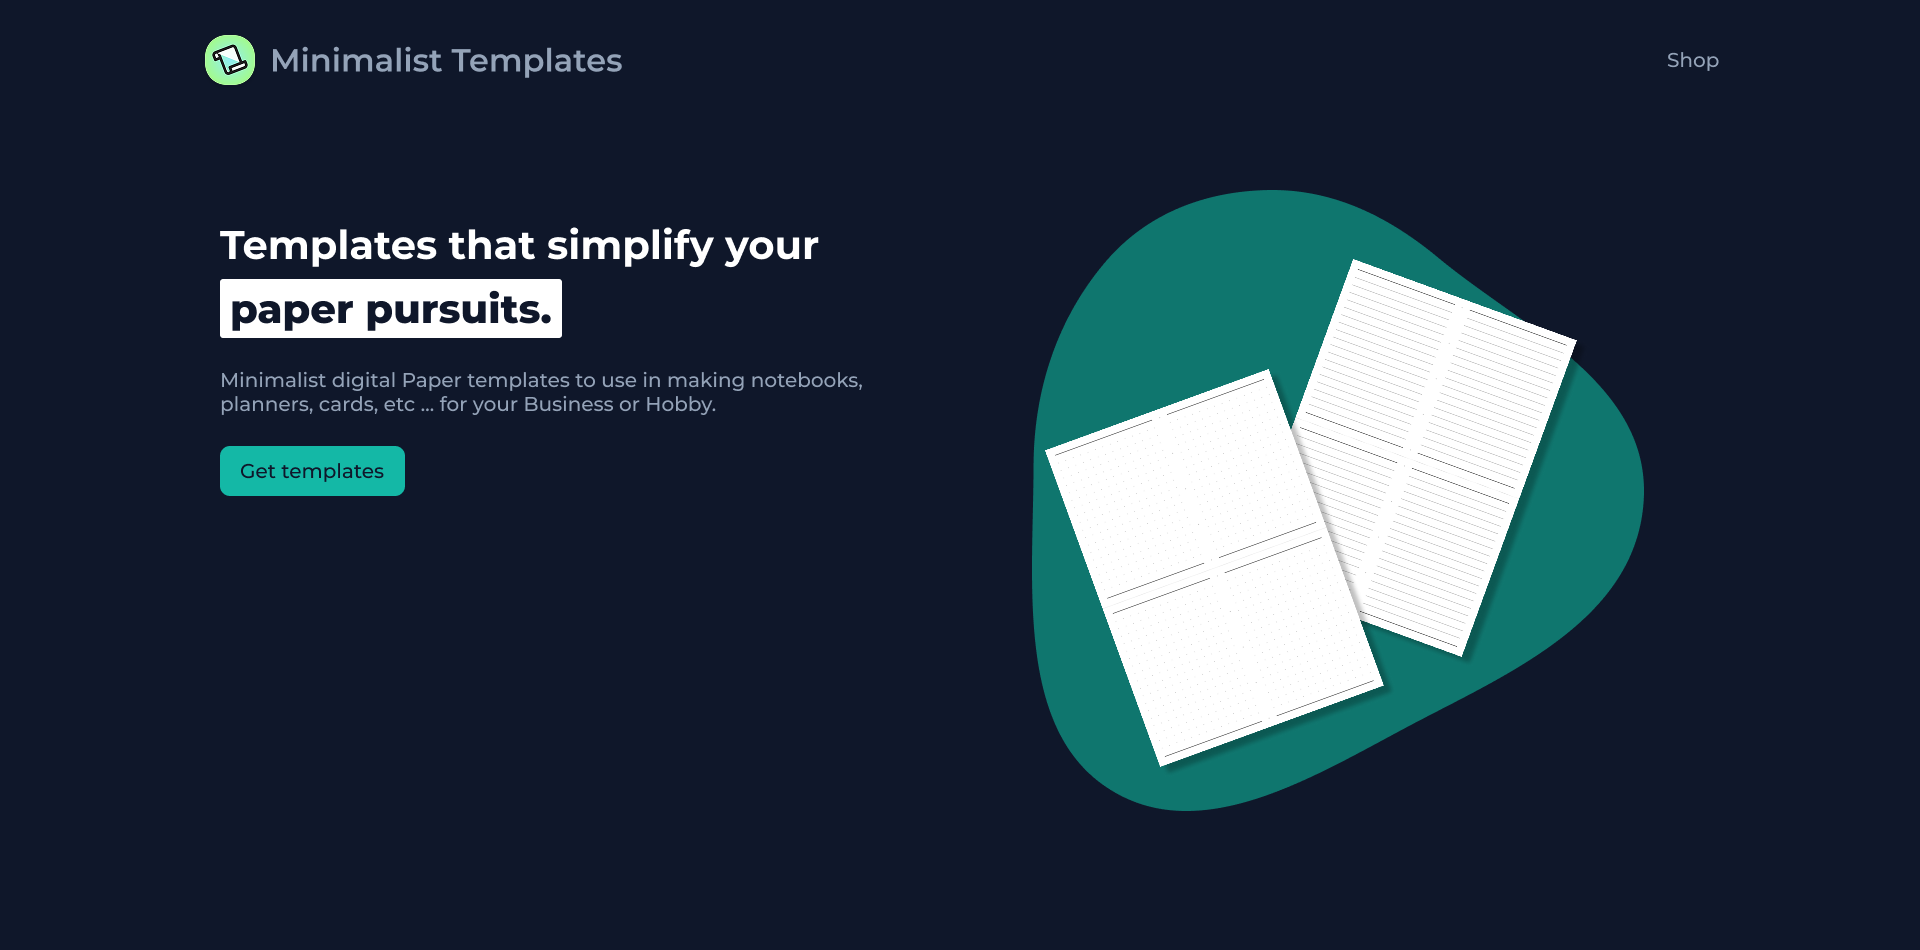 Minimalist Templates
Shop
Templates that simplify your
paper pursuits.
Minimalist digital Paper templates to use in making notebooks,
planners, cards, etc ... for your Business or Hobby.
Get templates